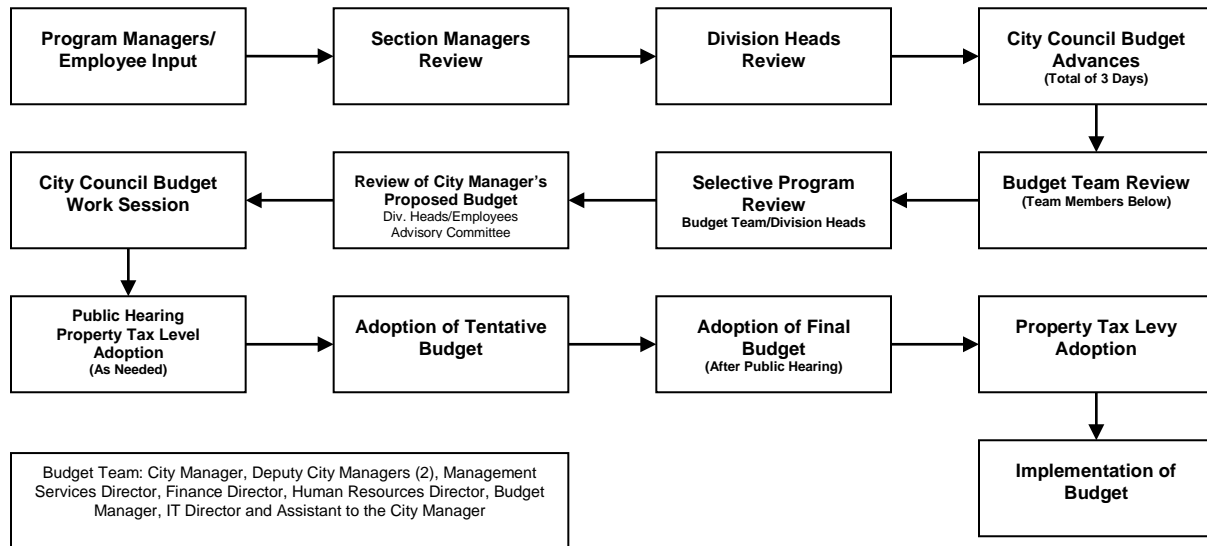 Program Managers/
Employee Input
Section Managers
Review
Division Heads
Review
City Council Budget
Advances
(Total of 3 Days)
City Council Budget
Work Session
Review of City Manager's
Proposed Budget
Div. Heads/Employees
Advisory Committee
Selective Program
Review
Budget Team/Division Heads
Budget Team Review
(Team Members Below)
Public Hearing
Property Tax Level
Adoption
(As Needed)
Adoption of Tentative
Budget
Adoption of Final
Budget
(After Public Hearing)
Property Tax Levy
Adoption
Budget Team: City Manager, Deputy City Managers (2), Management
Services Director, Finance Director, Human Resources Director, Budget
Manager, IT Director and Assistant to the City Manager
Implementation of
Budget